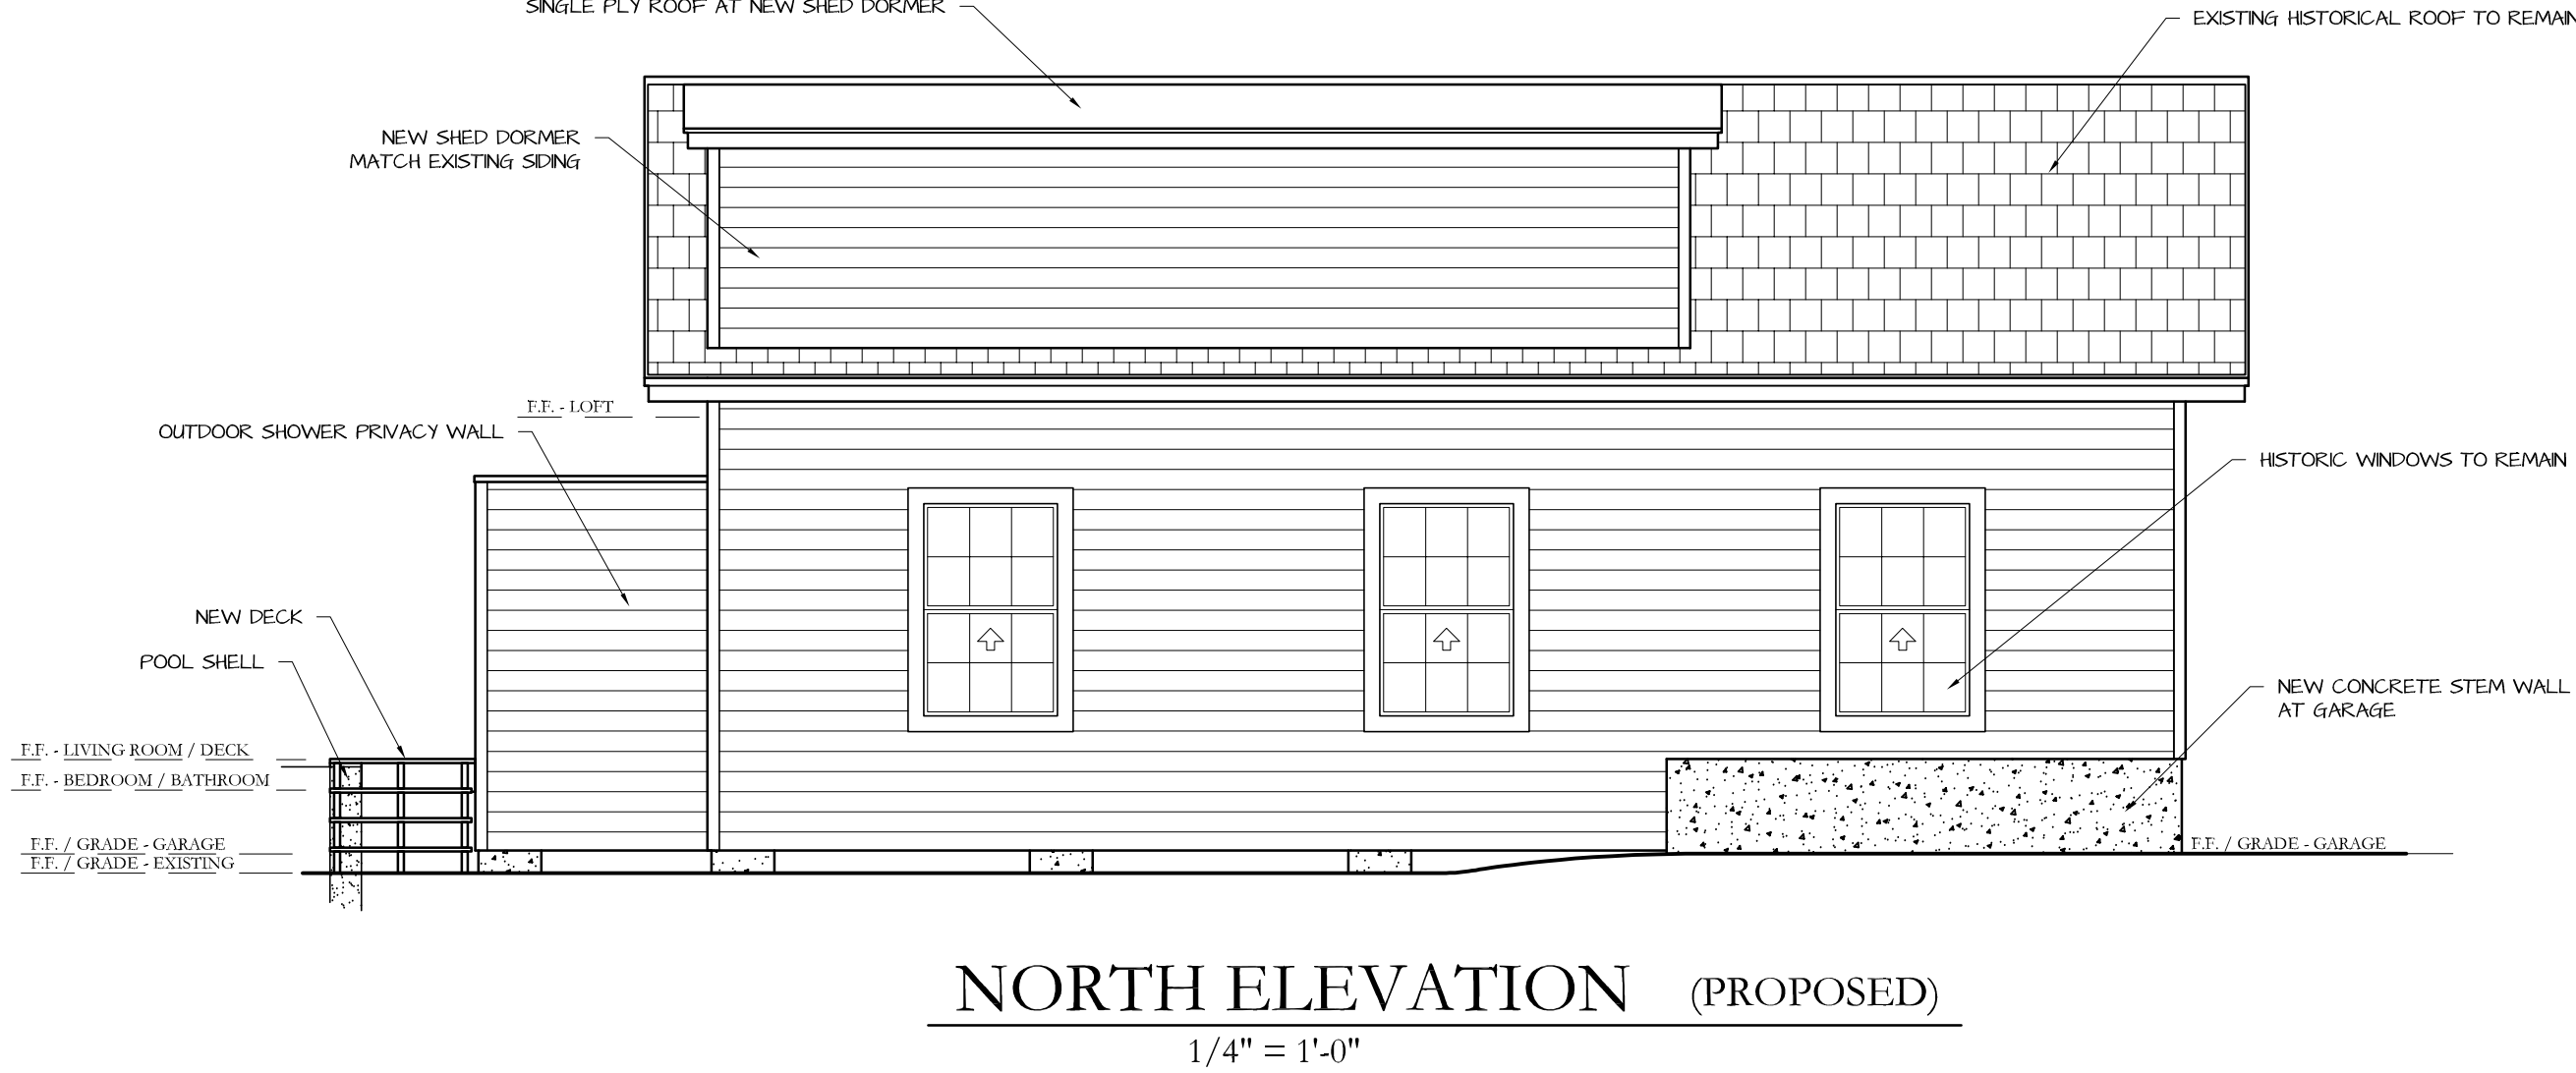 SINGLE PLY ROOF AT NEW SHED DORMER
EXISTING HISTORICAL ROOF TO REMAIN
NEW SHED DORMER
MATCH EXISTING SIDING
F.F. - LOFT
OUTDOOR SHOWER PRIVACY WALL
HISTORIC WINDOWS TO REMAIN
NEW DECK
POOL SHELL
NEW CONCRETE STEM WALL
AT GARAGE
F.F. - LIVING ROOM / DECK
F.F. - BEDROOM / BATHROOM
F.F. / GRADE - GARAGE
F.F. / GRADE - EXISTING
F.F. / GRADE - GARAGE
NORTH ELEVATION (PROPOSED)
1/4" = 1'-0"